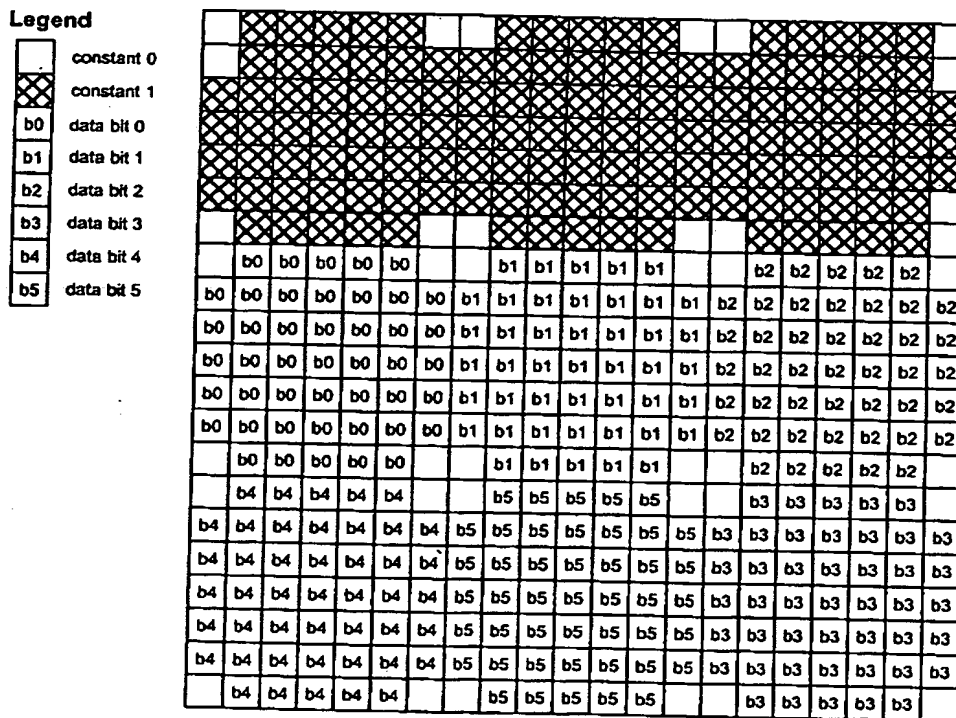 Legend
constant 0
constant 1
b0 data bit 0
b1 data bit 1
b2 data bit 2
b3 data bit 3
b4 data bit 4
b5 data bit 5
b0 b0 b0 b0 b0 b1 b1 b1 b1 b1 b2 b2 b2 b2 b2
b0 b0 b0 b0 b0 b0 b0 b1 b1 b1 b1 b1 b1 b1 b2 b2 b2 b2 b2 b2 b2
b0 b0 b0 b0 b0 b0 b0 b1 b1 b1 b1 b1 b1 b1 b2 b2 b2 b2 b2 b2 b2
b0 b0 b0 b0 b0 b0 b0 b1 b1 b1 b1 b1 b1 b1 b2 b2 b2 b2 b2 b2 b2
b0 b0 b0 b0 b0 b0 b0 b1 b1 b1 b1 b1 b1 b1 b2 b2 b2 b2 b2 b2 b2
b0 b0 b0 b0 b0 b0 b0 b1 b1 b1 b1 b1 b1 b1 b2 b2 b2 b2 b2 b2 b2
b0 b0 b0 b0 b0 b1 b1 b1 b1 b1 b2 b2 b2 b2 b2
b4 b4 b4 b4 b4 b5 b5 b5 b5 b5 b3 b3 b3 b3 b3
b4 b4 b4 b4 b4 b4 b4 b5 b5 b5 b5 b5 b5 b5 b3 b3 b3 b3 b3 b3 b3
b4 b4 b4 b4 b4 b4 b4 b5 b5 b5 b5 b5 b5 b5 b3 b3 b3 b3 b3 b3 b3
b4 b4 b4 b4 b4 b4 b4 b5 b5 b5 b5 b5 b5 b5 b3 b3 b3 b3 b3 b3 b3
b4 b4 b4 b4 b4 b4 b4 b5 b5 b5 b5 b5 b5 b5 b3 b3 b3 b3 b3 b3 b3
b4 b4 b4 b4 b4 b4 b4 b5 b5 b5 b5 b5 b5 b5 b3 b3 b3 b3 b3 b3 b3
b4 b4 b4 b4 b4 b5 b5 b5 b5 b5 b3 b3 b3 b3 b3